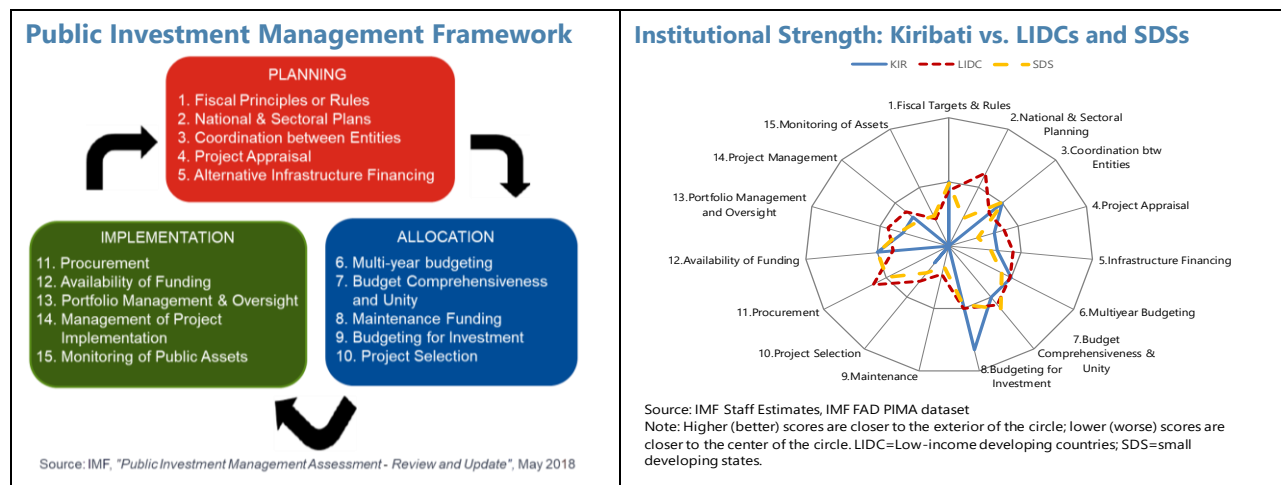 Public Investment Management Framework
PLANNING
1. Fiscal Principles or Rules
2. National & Sectoral Plans
3. Coordination between Entities
4. Project Appraisal
5. Alternative Infrastructure Financing
IMPLEMENTATION
11. Procurement
12. Availability of Funding
13. Portfolio Management & Oversight
14. Management of Project
Implementation
15. Monitoring of Public Assets
ALLOCATION
6. Multi-year budgeting
7. Budget Comprehensiveness
and Unity
8. Maintenance Funding
9. Budgeting for Investment
10. Project Selection
Source: IMF, "Public Investment Management Assessment - Review and Update", May 2018
Institutional Strength: Kiribati vs. LIDCs and SDSs
KIR LIDC SDS
1.Fiscal Targets & Rules
2.National & Sectoral
Planning
3.Coordination btw
Entities
4.Project Appraisal
5.Infrastructure Financing
6.Multiyear Budgeting
7.Budget
Comprehensiveness &
Unity
8.Budgeting for
Investment
9.Maintenance
10.Project Selection
11.Procurement
12.Availability of Funding
13.Portfolio Management
and Oversight
14.Project Management
15.Monitoring of Assets
Source: IMF Staff Estimates, IMF FAD PIMA dataset
Note: Higher (better) scores are closer to the exterior of the circle; lower (worse) scores are
closer to the center of the circle. LIDC=Low-income developing countries; SDS=small
developing states.